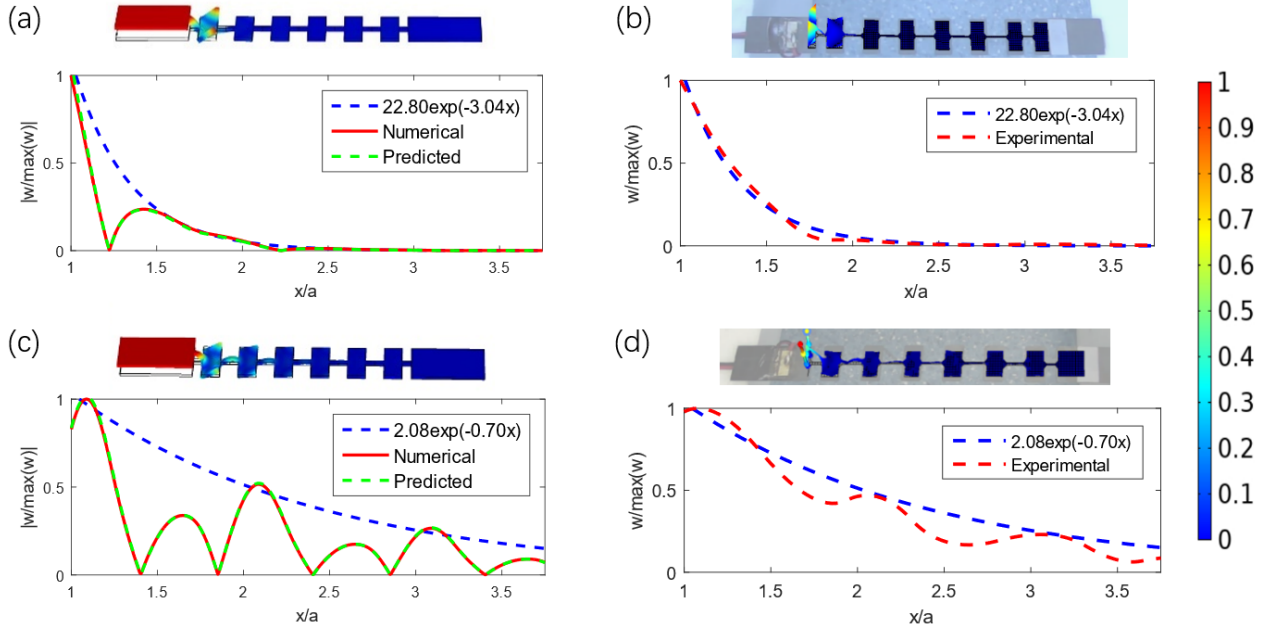 (a)
1
0.5
0
|w/max(w)|
22.80exp(-3.04x)
Numerical
Predicted
1
1.5
2
2.5
3
3.5
x/a
(b)
1
0.5
0
w/max(w)
22.80exp(-3.04x)
Experimental
1
1.5
2
2.5
3
3.5
x/a
(c)
1
0.5
0
|w/max(w)|
2.08exp(-0.70x)
Numerical
Predicted
1
1.5
2
2.5
3
3.5
x/a
(d)
1
0.5
0
w/max(w)
2.08exp(-0.70x)
Experimental
1
1.5
2
2.5
3
3.5
x/a
1
0.9
0.8
0.7
0.6
0.5
0.4
0.3
0.2
0.1
0